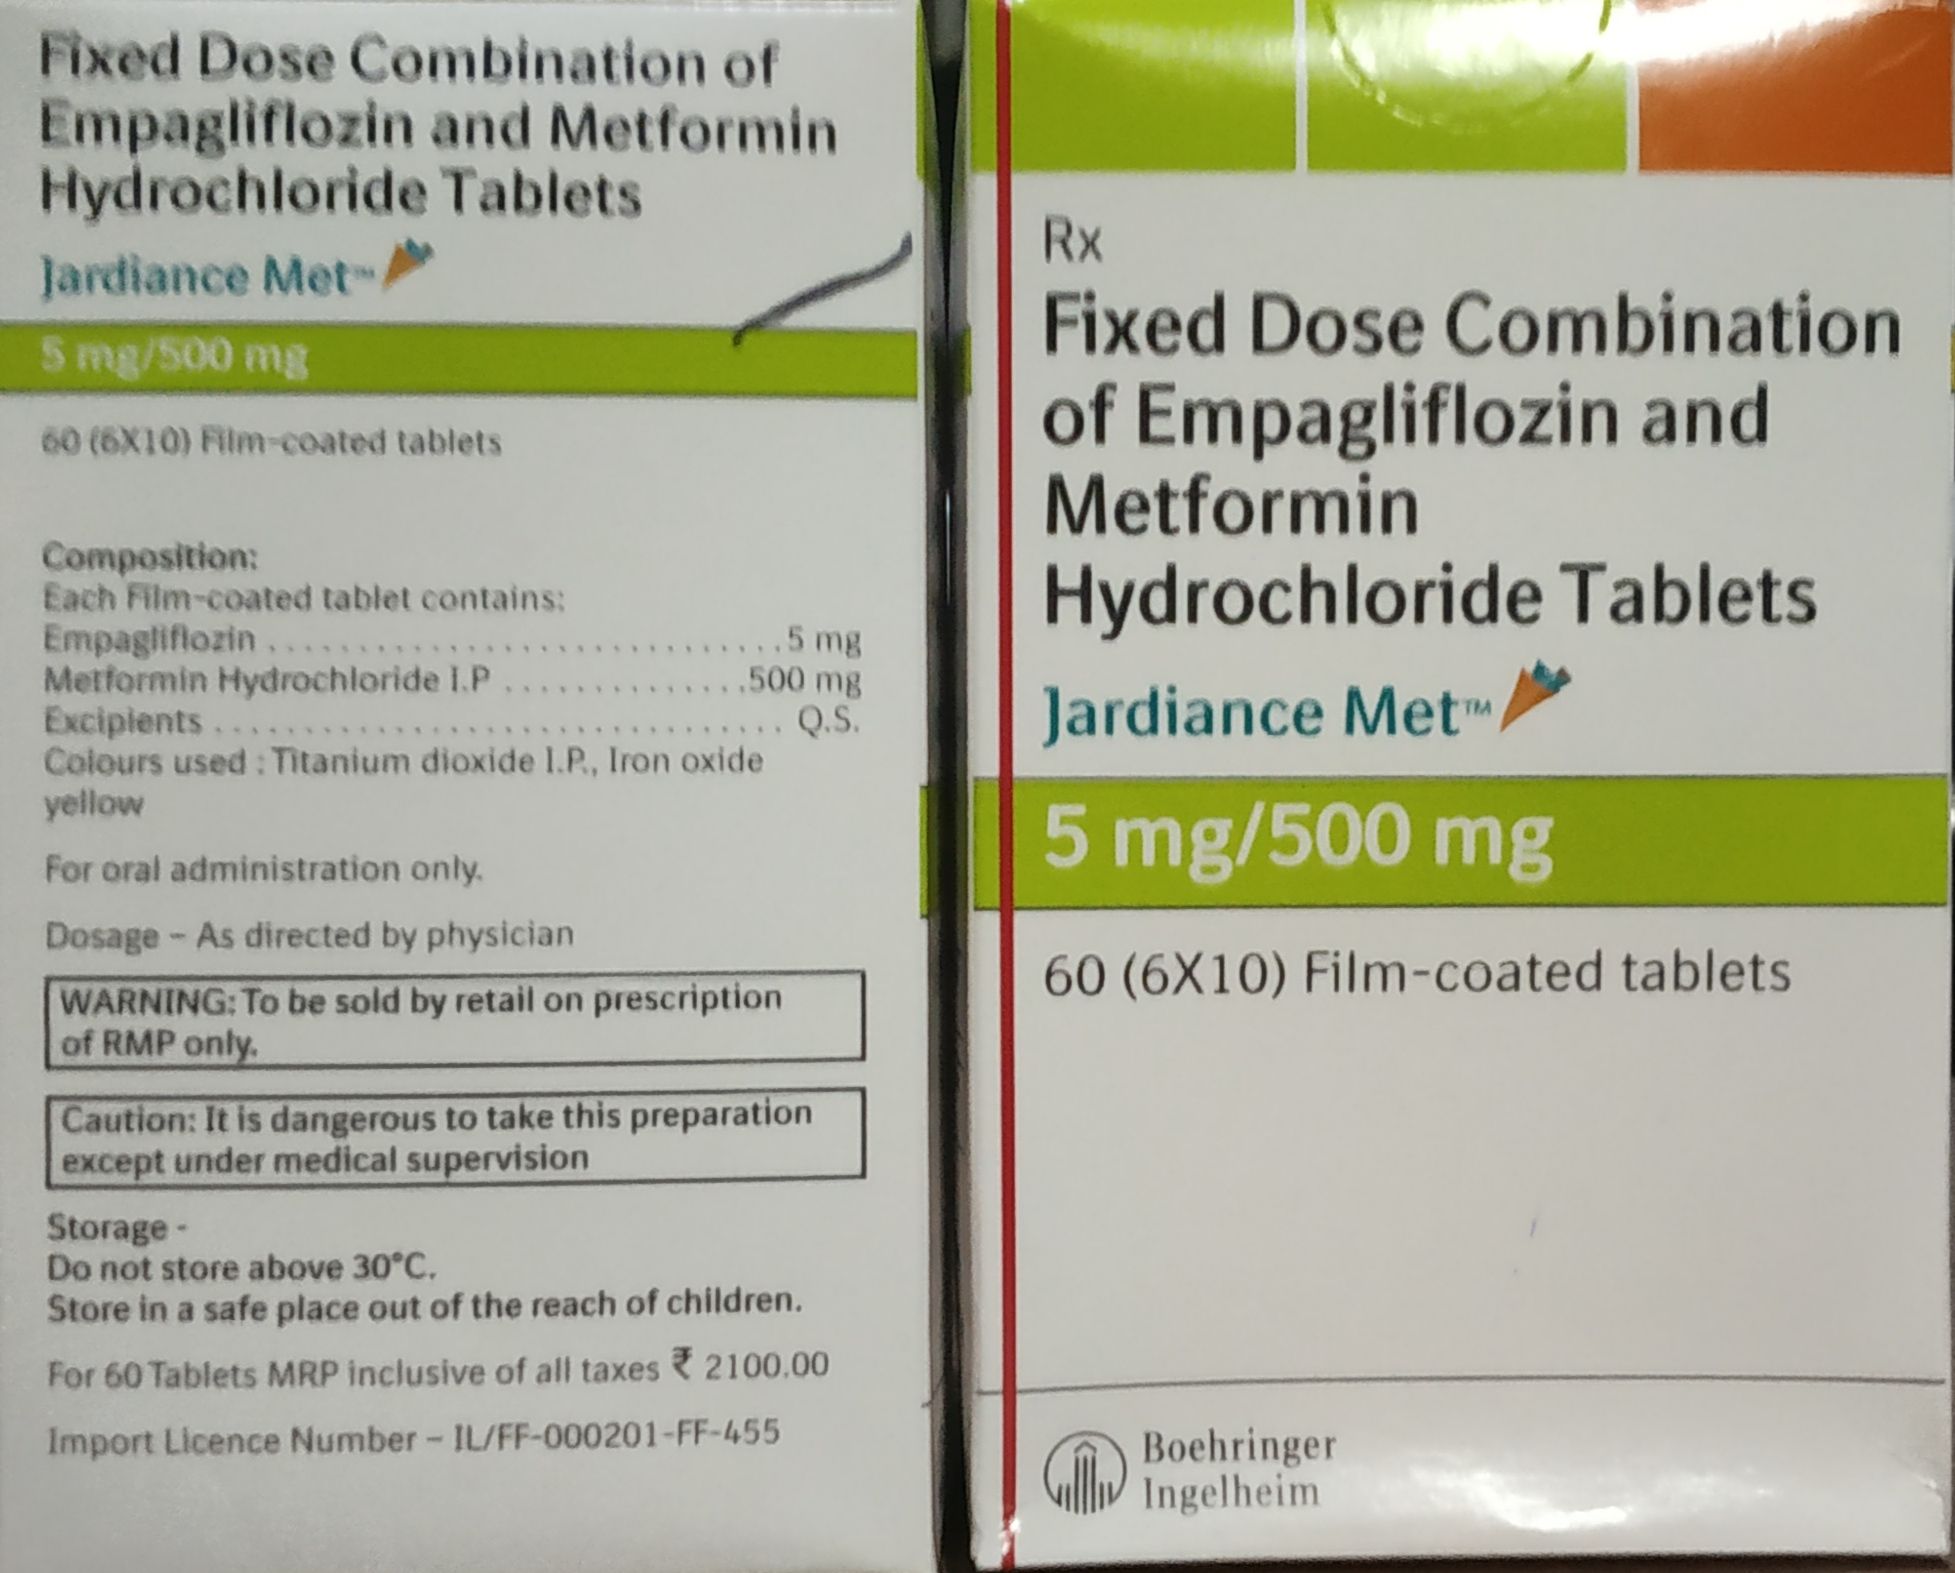 Fixed Dose Combination of
Empagliflozin and Metformin
Hydrochloride Tablets
Jardiance Met™
5 mg/500 mg
60 (6X10) Film-coated tablets
Composition:
Each Film-coated tablet contains:
Empagliflozin ..............................5 mg
Metformin Hydrochloride I.P ..............500 mg
Excipients ................................. Q.S.
Colours used : Titanium dioxide I.P., Iron oxide
yellow
For oral administration only.
Dosage – As directed by physician
WARNING: To be sold by retail on prescription
of RMP only.
Caution: It is dangerous to take this preparation
except under medical supervision
Storage -
Do not store above 30°C.
Store in a safe place out of the reach of children.
For 60 Tablets MRP inclusive of all taxes ₹ 2100.00
Import Licence Number – IL/FF-000201-FF-455
Rx
Fixed Dose Combination
of Empagliflozin and
Metformin
Hydrochloride Tablets
Jardiance Met™
5 mg/500 mg
60 (6X10) Film-coated tablets
Boehringer
Ingelheim